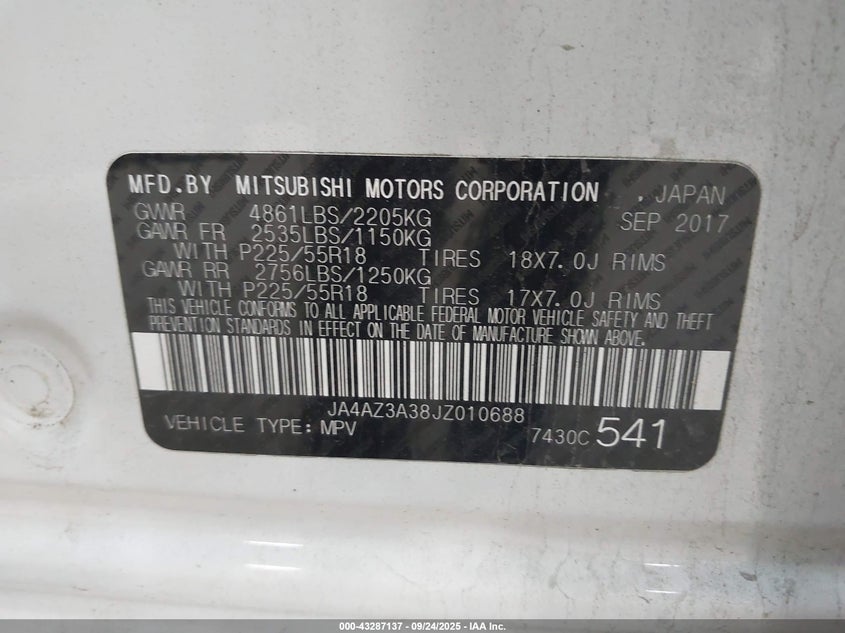 MFD.BY MITSUBISHI MOTORS CORPORATION , JAPAN
GVWR 4861LBS/2205KG SEP 2017
GAWR FR 2535LBS/1150KG
WITH P225/55R18 TIRES 18X7.0J RIMS
GAWR RR 2756LBS/1250KG
WITH P225/55R18 TIRES 17X7.0J RIMS
THIS VEHICLE CONFORMS TO ALL APPLICABLE FEDERAL MOTOR VEHICLE SAFETY AND THEFT
PREVENTION STANDARDS IN EFFECT ON THE DATE OF MANUFACTURE SHOWN ABOVE.
JA4AZ3A38JZ010688
VEHICLE TYPE: MPV 7430C 541
000-43287137 - 09/24/2025 - IAA Inc.